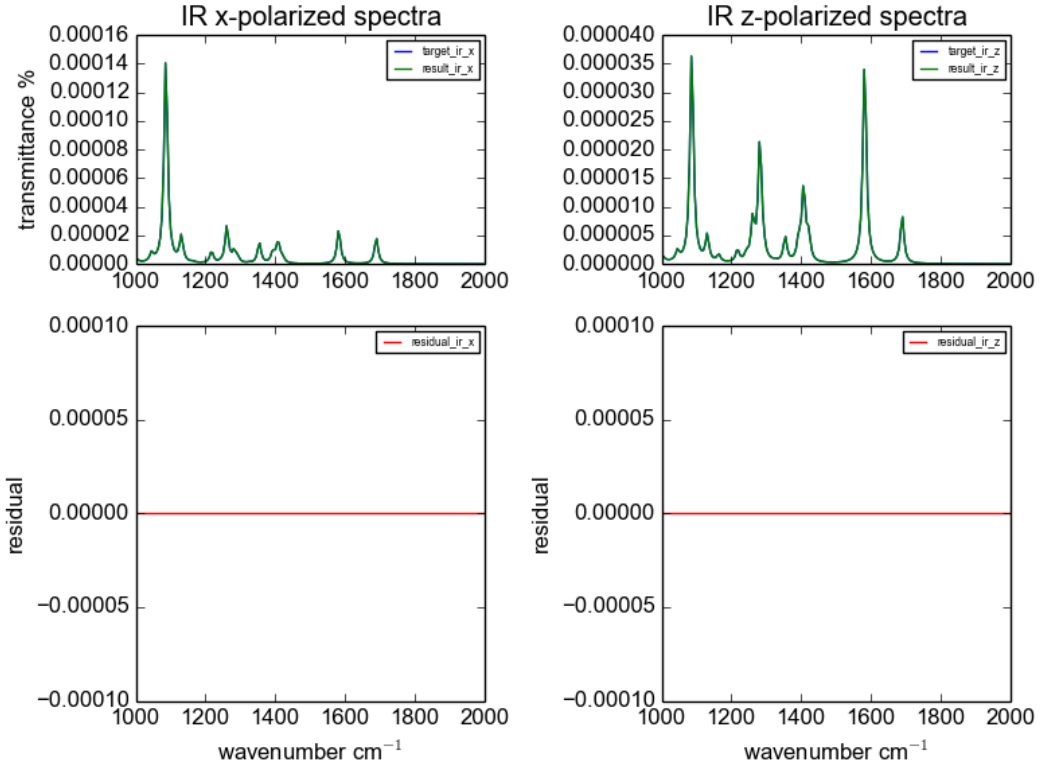 IR x-polarized spectra
IR z-polarized spectra
transmittance %
0.00016
0.00014
0.00012
0.00010
0.00008
0.00006
0.00004
0.00002
0.00000
target_ir_x
result_ir_x
1000 1200 1400 1600 1800 2000
0.000040
0.000035
0.000030
0.000025
0.000020
0.000015
0.000010
0.000005
0.000000
target_ir_z
result_ir_z
1000 1200 1400 1600 1800 2000
residual
0.00010
0.00005
0.00000
−0.00005
−0.00010
residual_ir_x
1000 1200 1400 1600 1800 2000
wavenumber cm⁻¹
residual
0.00010
0.00005
0.00000
−0.00005
−0.00010
residual_ir_z
1000 1200 1400 1600 1800 2000
wavenumber cm⁻¹